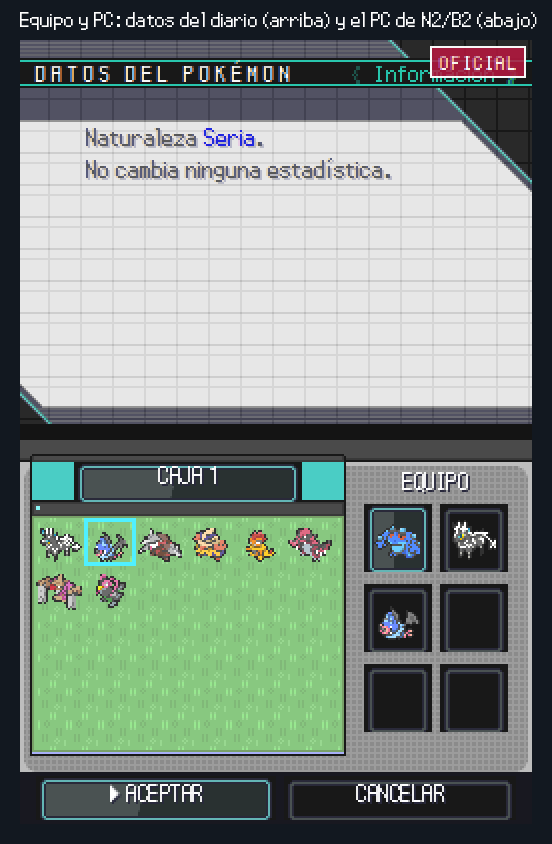 Equipo y PC: datos del diario (arriba) y el PC de N2/B2 (abajo)
OFICIAL
DATOS DEL POKÉMON
Naturaleza Seria.
No cambia ninguna estadística.
CAJA 1
EQUIPO
ACEPTAR
CANCELAR